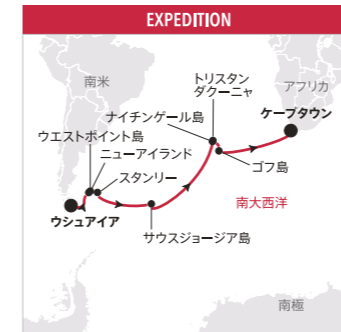 EXPEDITION
南米
トリスタン
ダクーニャ
アフリカ
ナイチンゲール島
ケープタウン
ウエストポイント島
ニューアイランド
ゴフ島
スタンリー
南大西洋
ウシュアイア
サウスジョージア島
南極